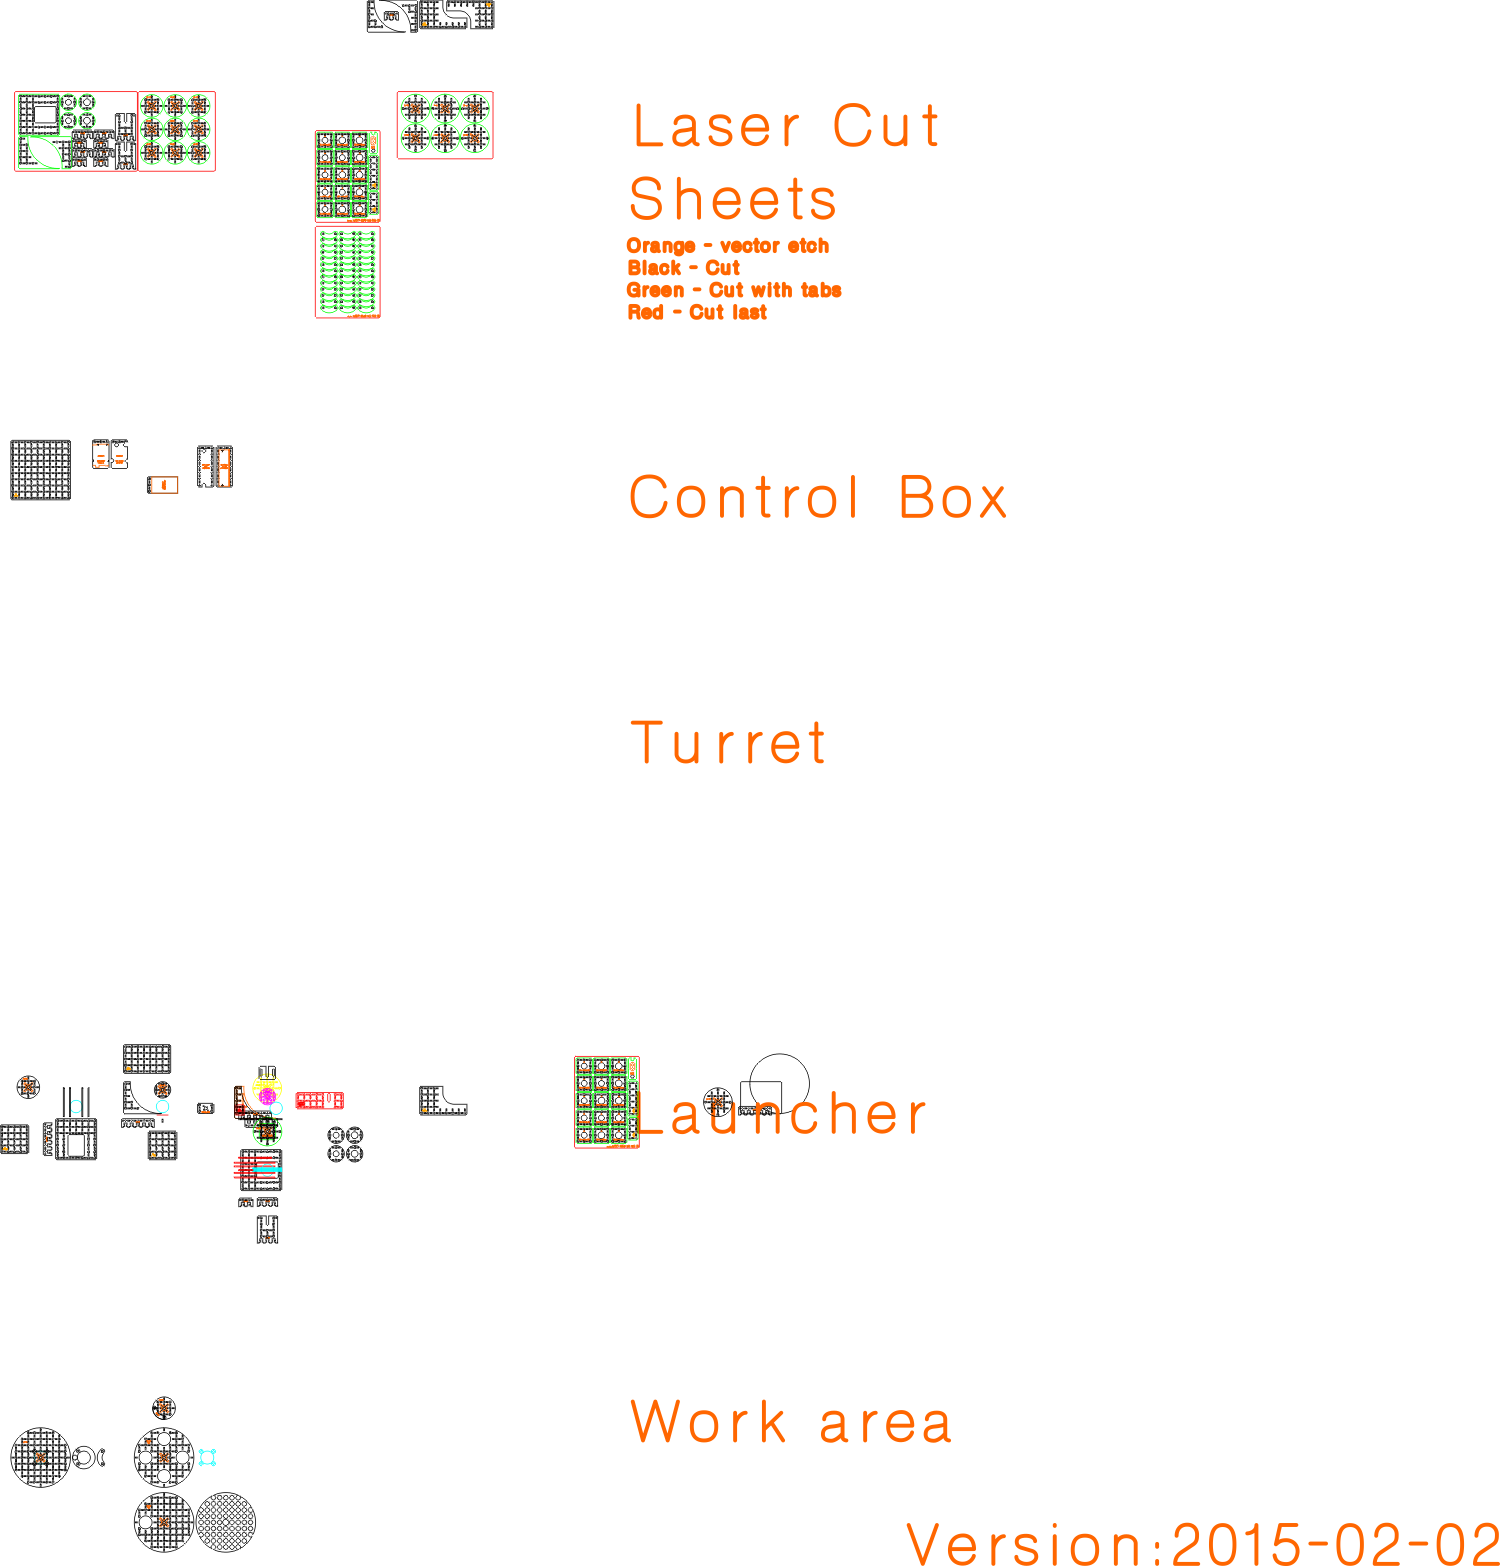 Laser Cut
Sheets
Orange - vector etch
Black - Cut
Green - Cut with tabs
Red - Cut last
Control Box
Turret
Launcher
Work area
Version:2015-02-02